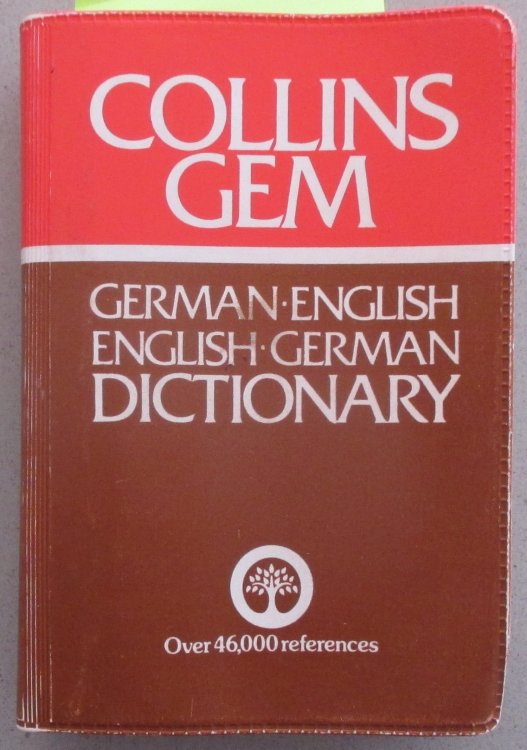 COLLINS
GEM
GERMAN·ENGLISH
ENGLISH·GERMAN
DICTIONARY
Over 46,000 references